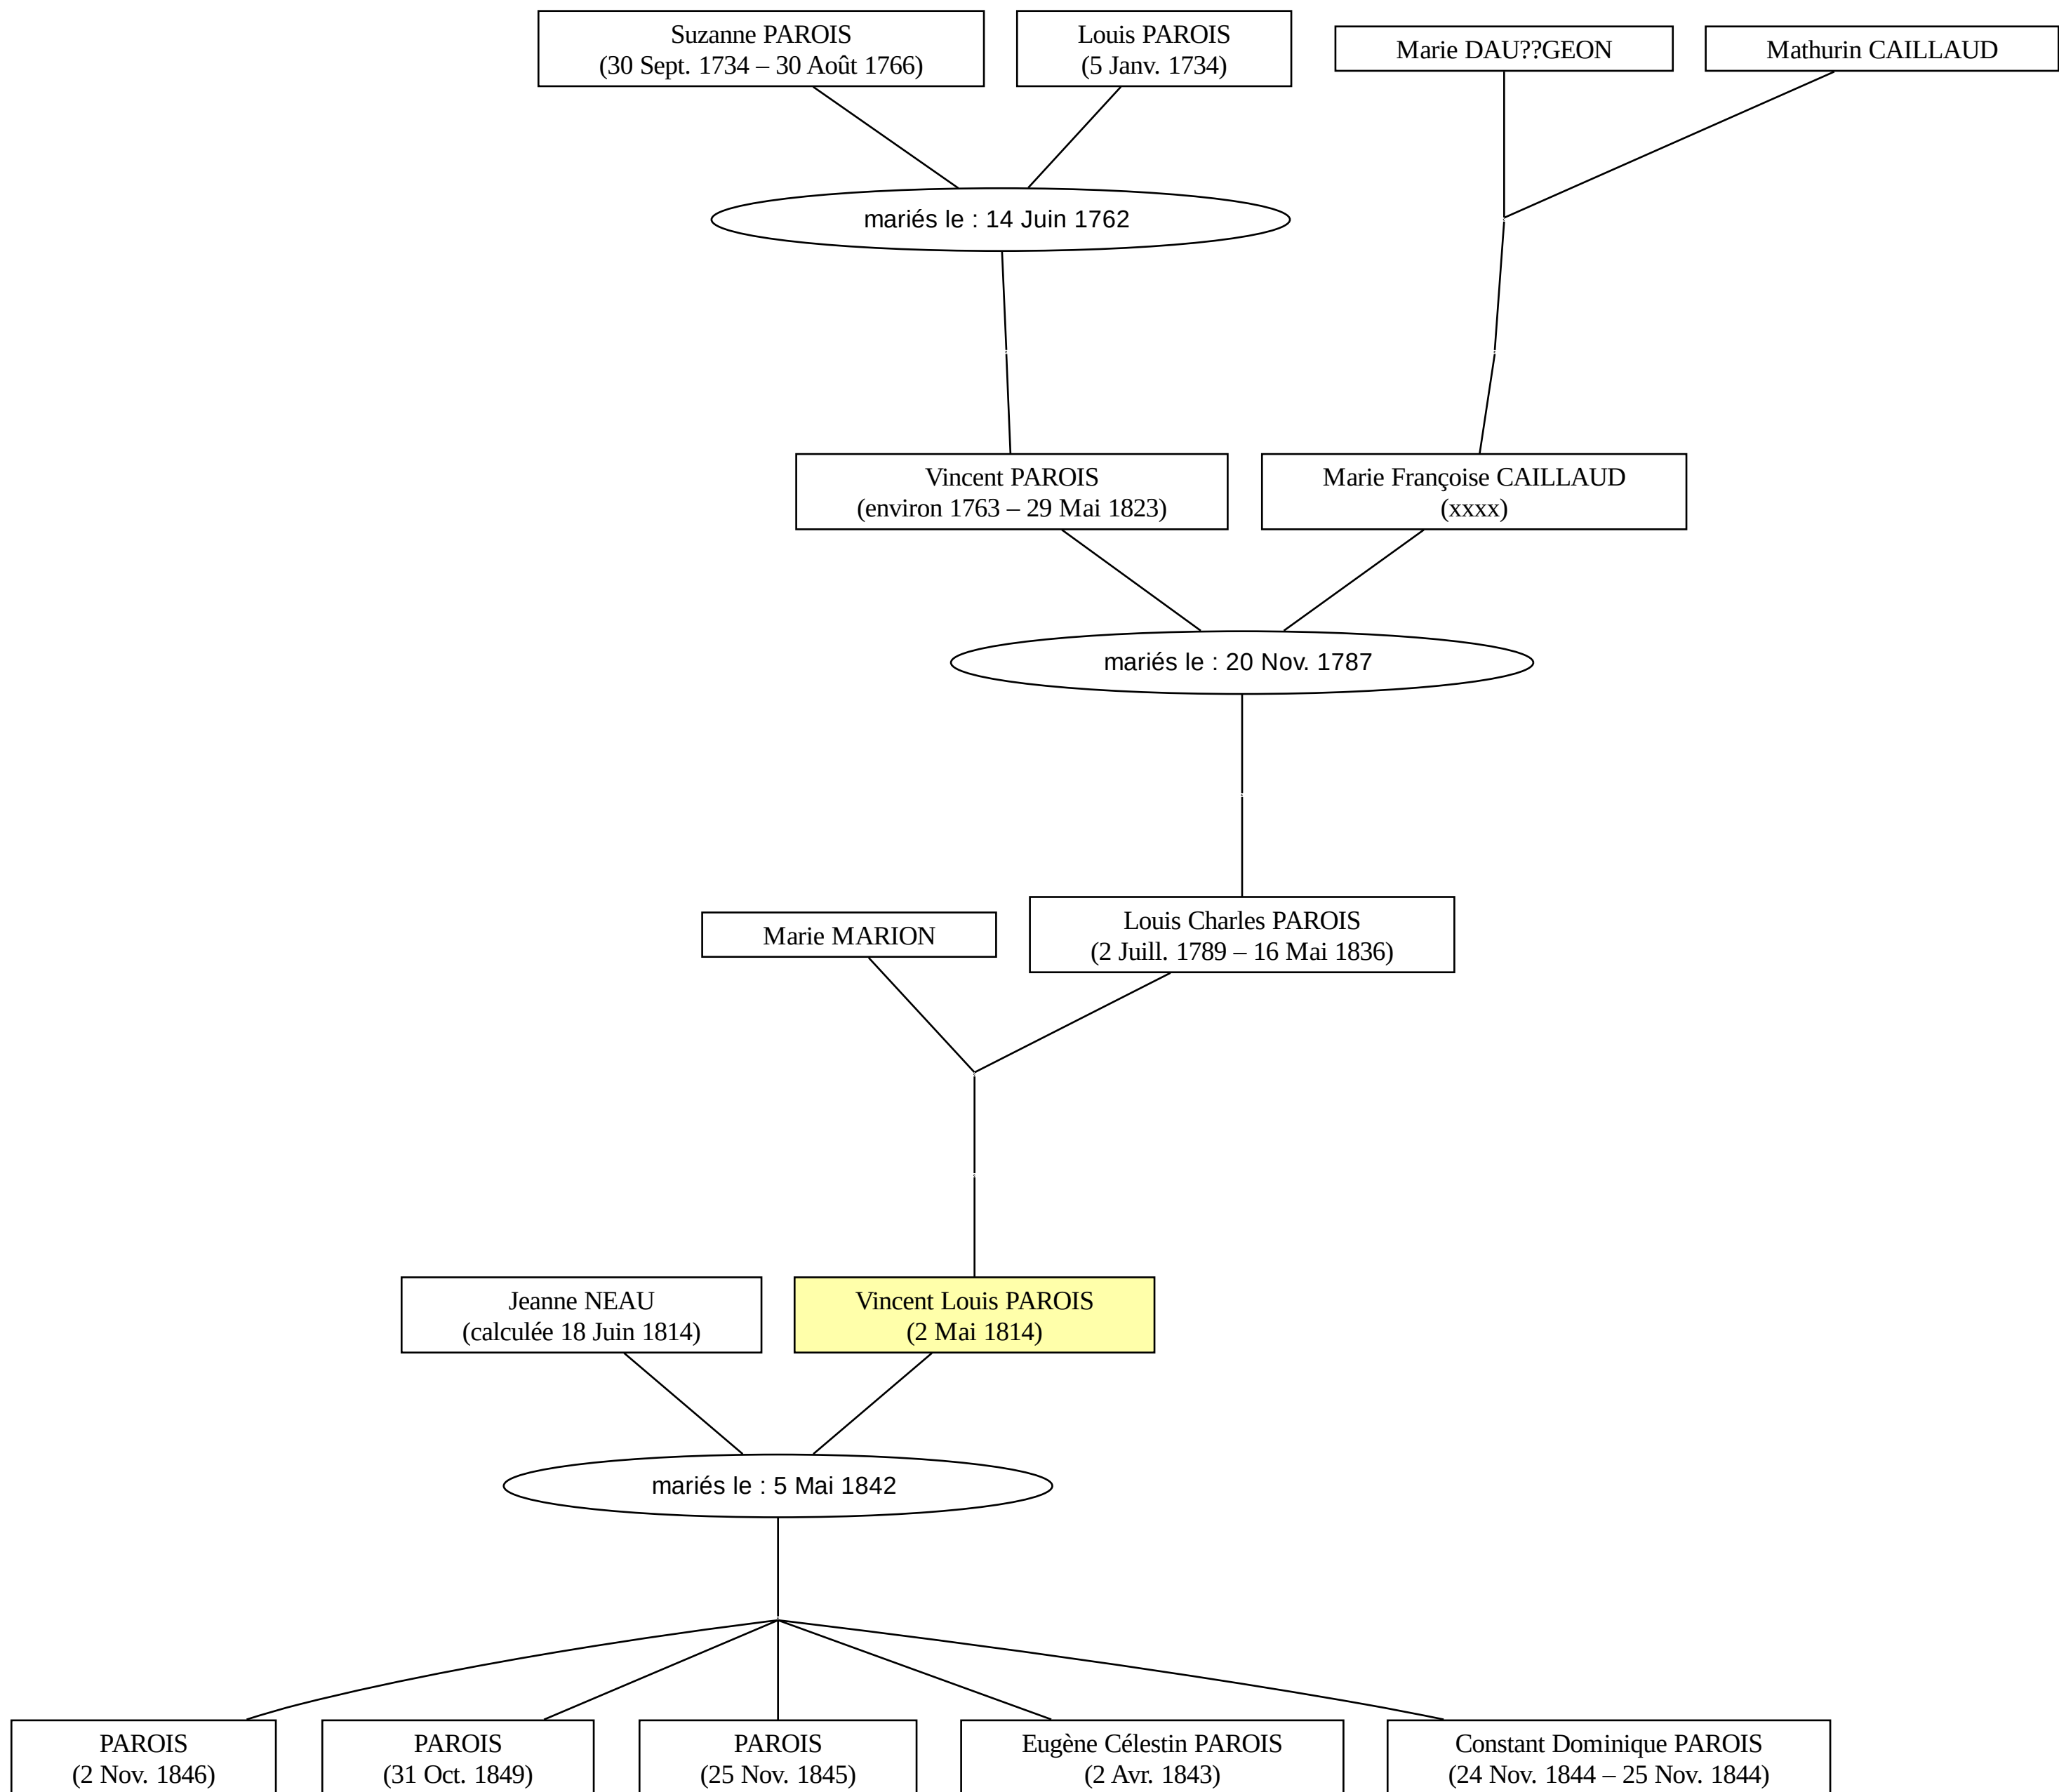 Suzanne PAROIS
(30 Sept. 1734 – 30 Août 1766)
Louis PAROIS
(5 Janv. 1734)
Marie DAU??GEON
Mathurin CAILLAUD
mariés le : 14 Juin 1762
Vincent PAROIS
(environ 1763 – 29 Mai 1823)
Marie Françoise CAILLAUD
(xxxx)
mariés le : 20 Nov. 1787
Marie MARION
Louis Charles PAROIS
(2 Juill. 1789 – 16 Mai 1836)
Jeanne NEAU
(calculée 18 Juin 1814)
Vincent Louis PAROIS
(2 Mai 1814)
mariés le : 5 Mai 1842
PAROIS
(2 Nov. 1846)
PAROIS
(31 Oct. 1849)
PAROIS
(25 Nov. 1845)
Eugène Célestin PAROIS
(2 Avr. 1843)
Constant Dominique PAROIS
(24 Nov. 1844 – 25 Nov. 1844)